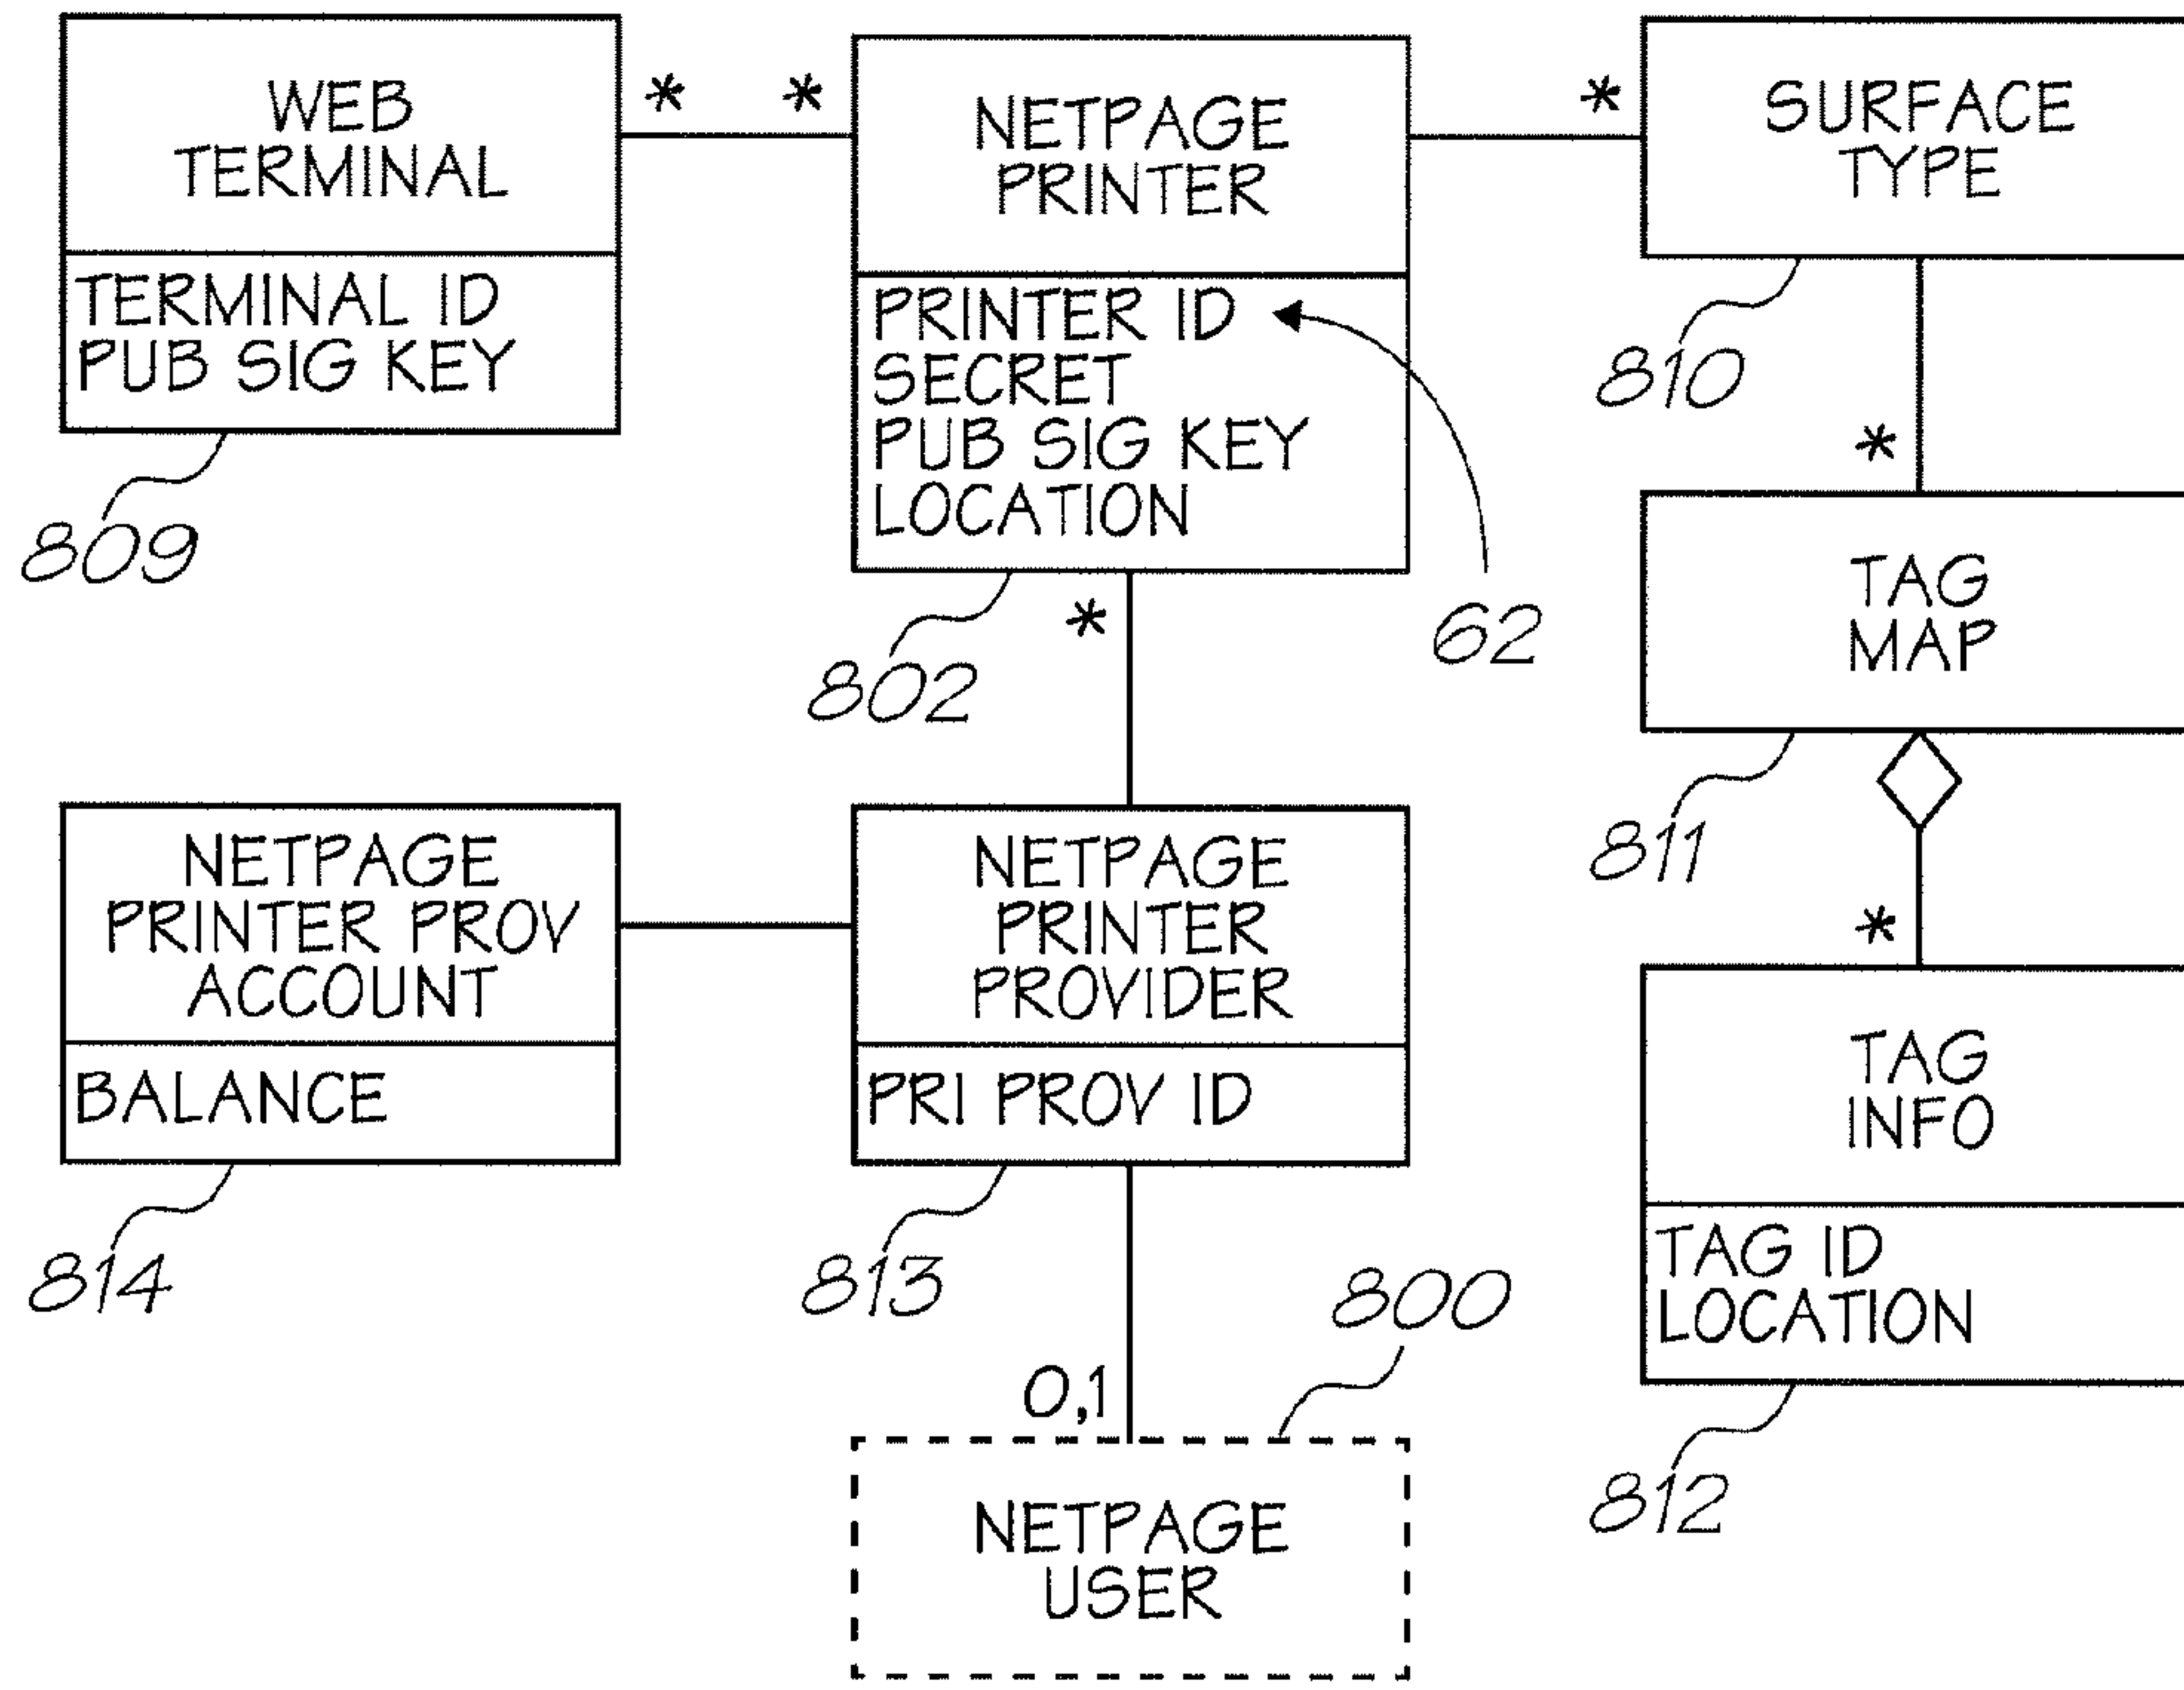 WEB
TERMINAL
TERMINAL ID
PUB SIG KEY
809
*
*
NETPAGE
PRINTER
PRINTER ID
SECRET
PUB SIG KEY
LOCATION
802
62
*
*
SURFACE
TYPE
810
*
TAG
MAP
811
*
TAG
INFO
TAG ID
LOCATION
812
NETPAGE
PRINTER PROV
ACCOUNT
BALANCE
814
NETPAGE
PRINTER
PROVIDER
PRI PROV ID
813
800
0,1
NETPAGE
USER